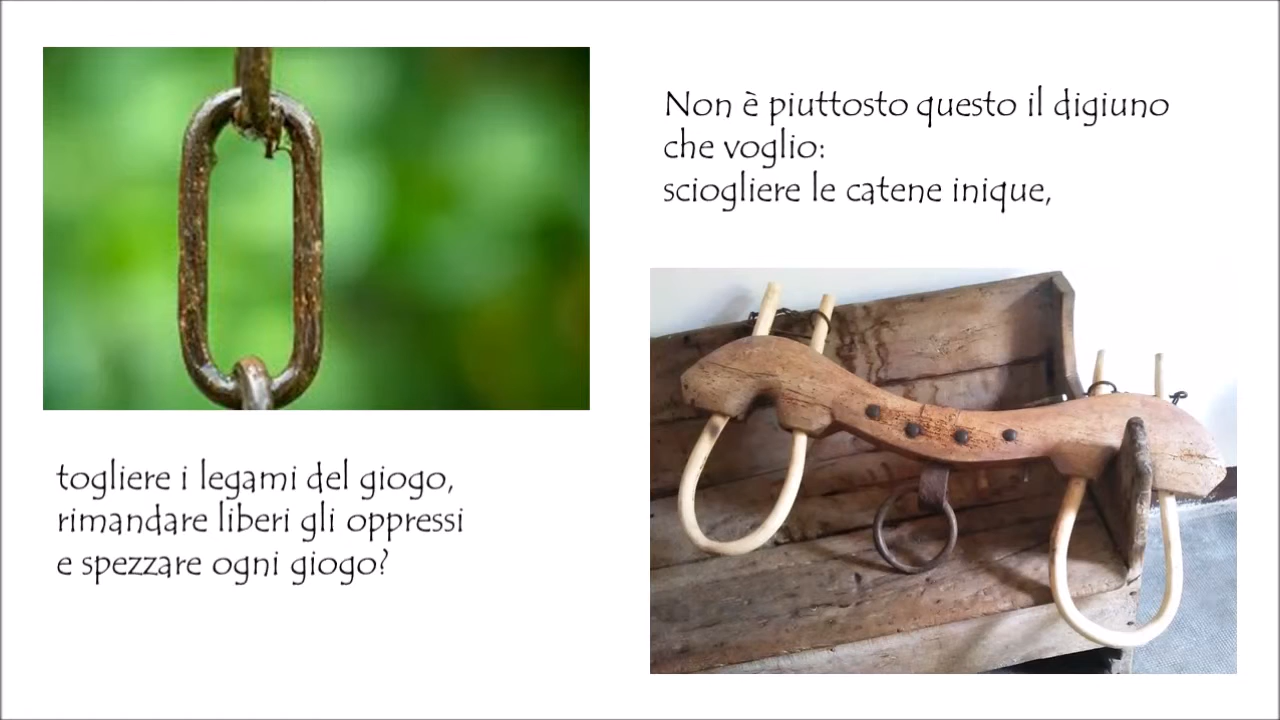 Non è piuttosto questo il digiuno
che voglio:
sciogliere le catene inique,
togliere i legami del giogo,
rimandare liberi gli oppressi
e spezzare ogni giogo?